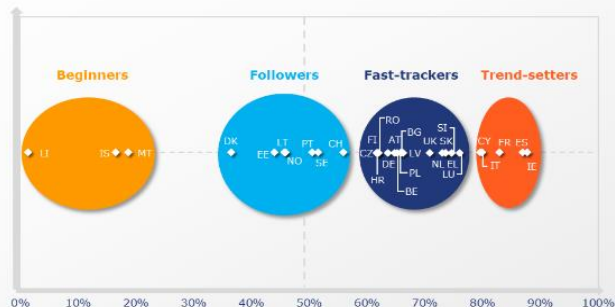 Beginners
Followers
Fast-trackers
Trend-setters
LI
IS
MT
DK
EE
LT
NO
PT
SE
CH
FI
CZ
HR
RO
DE
AT
BG
LV
PL
BE
UK
SI
SK
NL
EL
LU
CY
IT
FR
ES
IE
0%
10%
20%
30%
40%
50%
60%
70%
80%
90%
100%